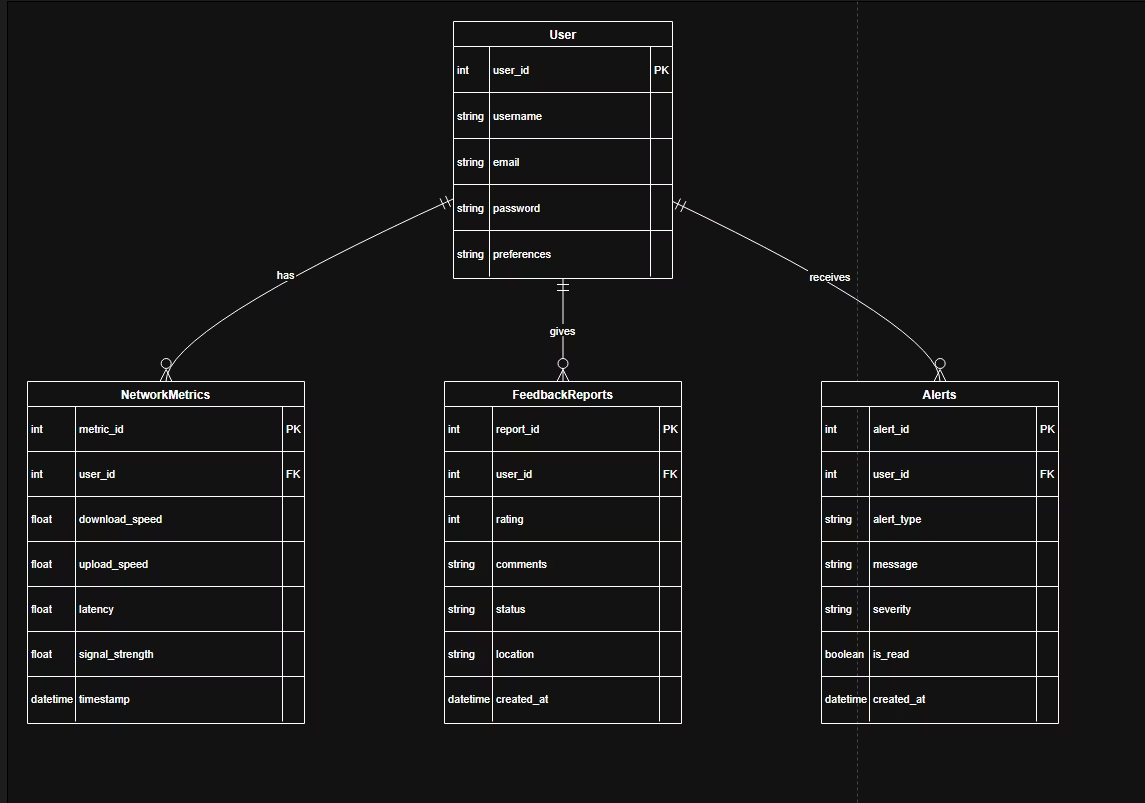 User
int user_id PK
string username
string email
string password
string preferences
has
gives
receives
NetworkMetrics
int metric_id PK
int user_id FK
float download_speed
float upload_speed
float latency
float signal_strength
datetime timestamp
FeedbackReports
int report_id PK
int user_id FK
int rating
string comments
string status
string location
datetime created_at
Alerts
int alert_id PK
int user_id FK
string alert_type
string message
string severity
boolean is_read
datetime created_at